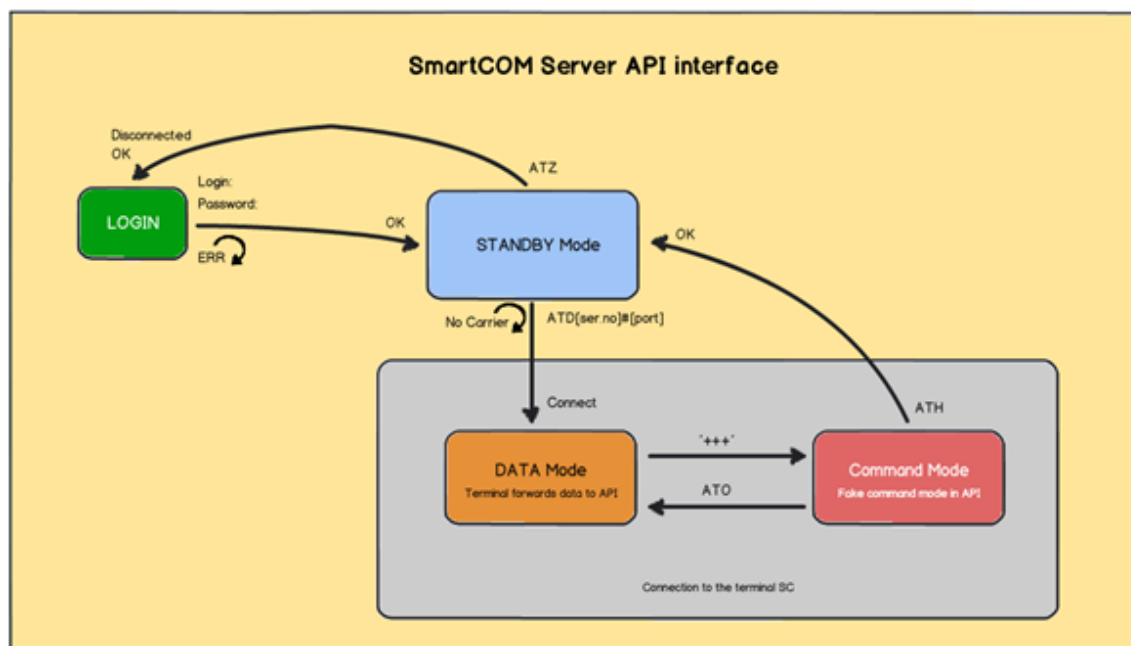 SmartCOM Server API interface
Disconnected
OK
ATZ
Login:
Password:
LOGIN
ERR
OK
STANDBY Mode
OK
No Carrier
ATD[ser.no]#[port]
Connect
ATH
DATA Mode
Terminal forwards data to API
'+++'
ATO
Command Mode
Fake command mode in API
Connection to the terminal SC